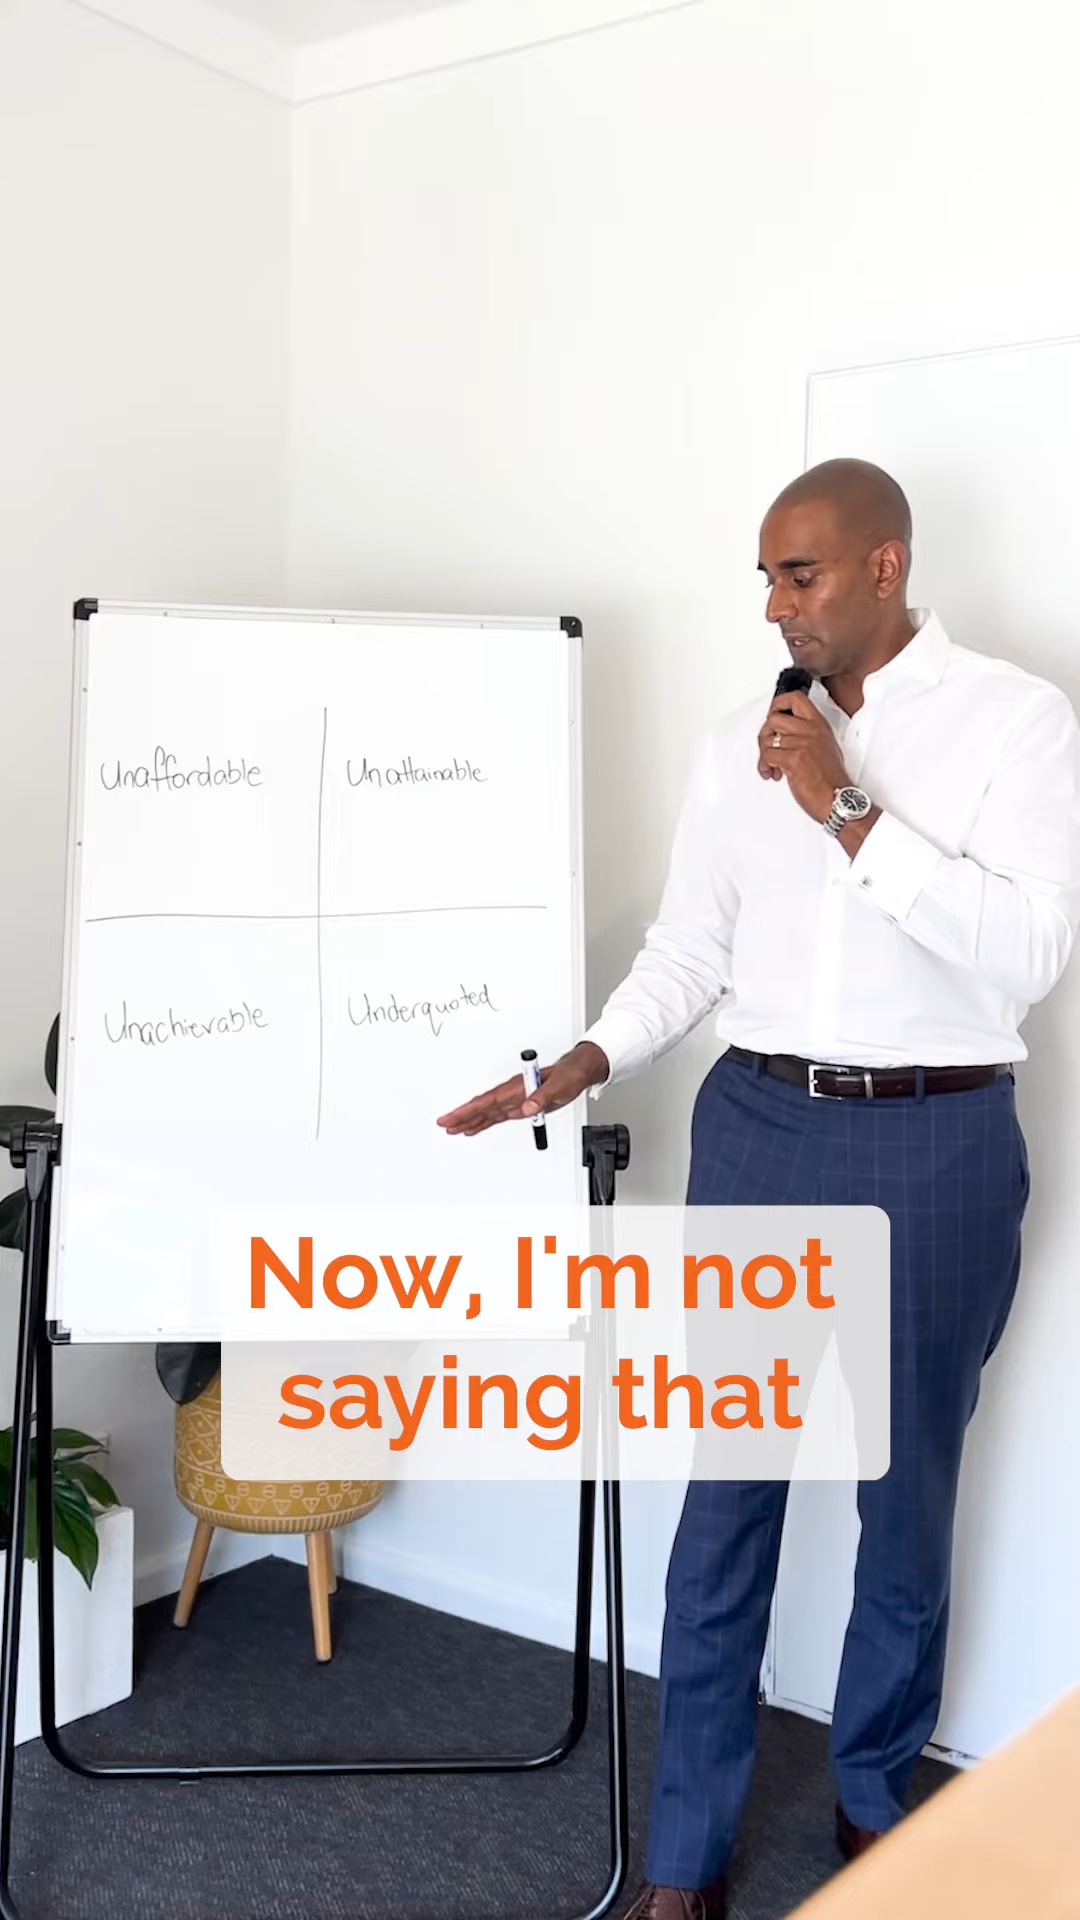 Unaffordable
Unattainable
Unachievable
Underquoted
Now, I'm not
saying that